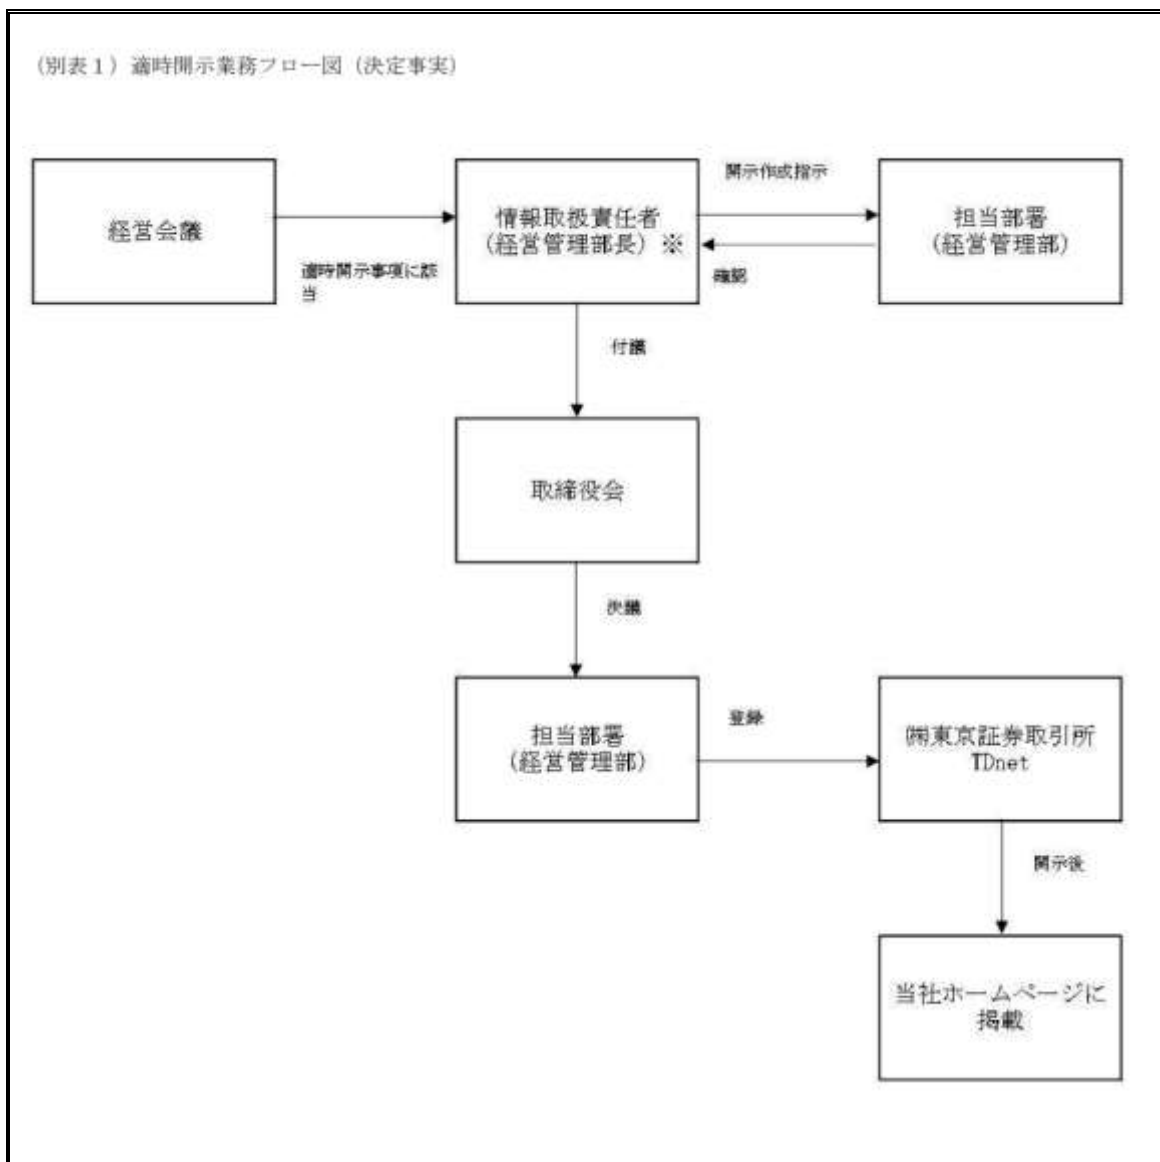 （別表１）適時開示業務フロー図（決定事実）
経営会議
適時開示事項に該
当
情報取扱責任者
（経営管理部長）※
開示作成指示
確認
担当部署
（経営管理部）
付議
取締役会
決議
担当部署
（経営管理部）
登録
㈱東京証券取引所
TDnet
開示後
当社ホームページに
掲載